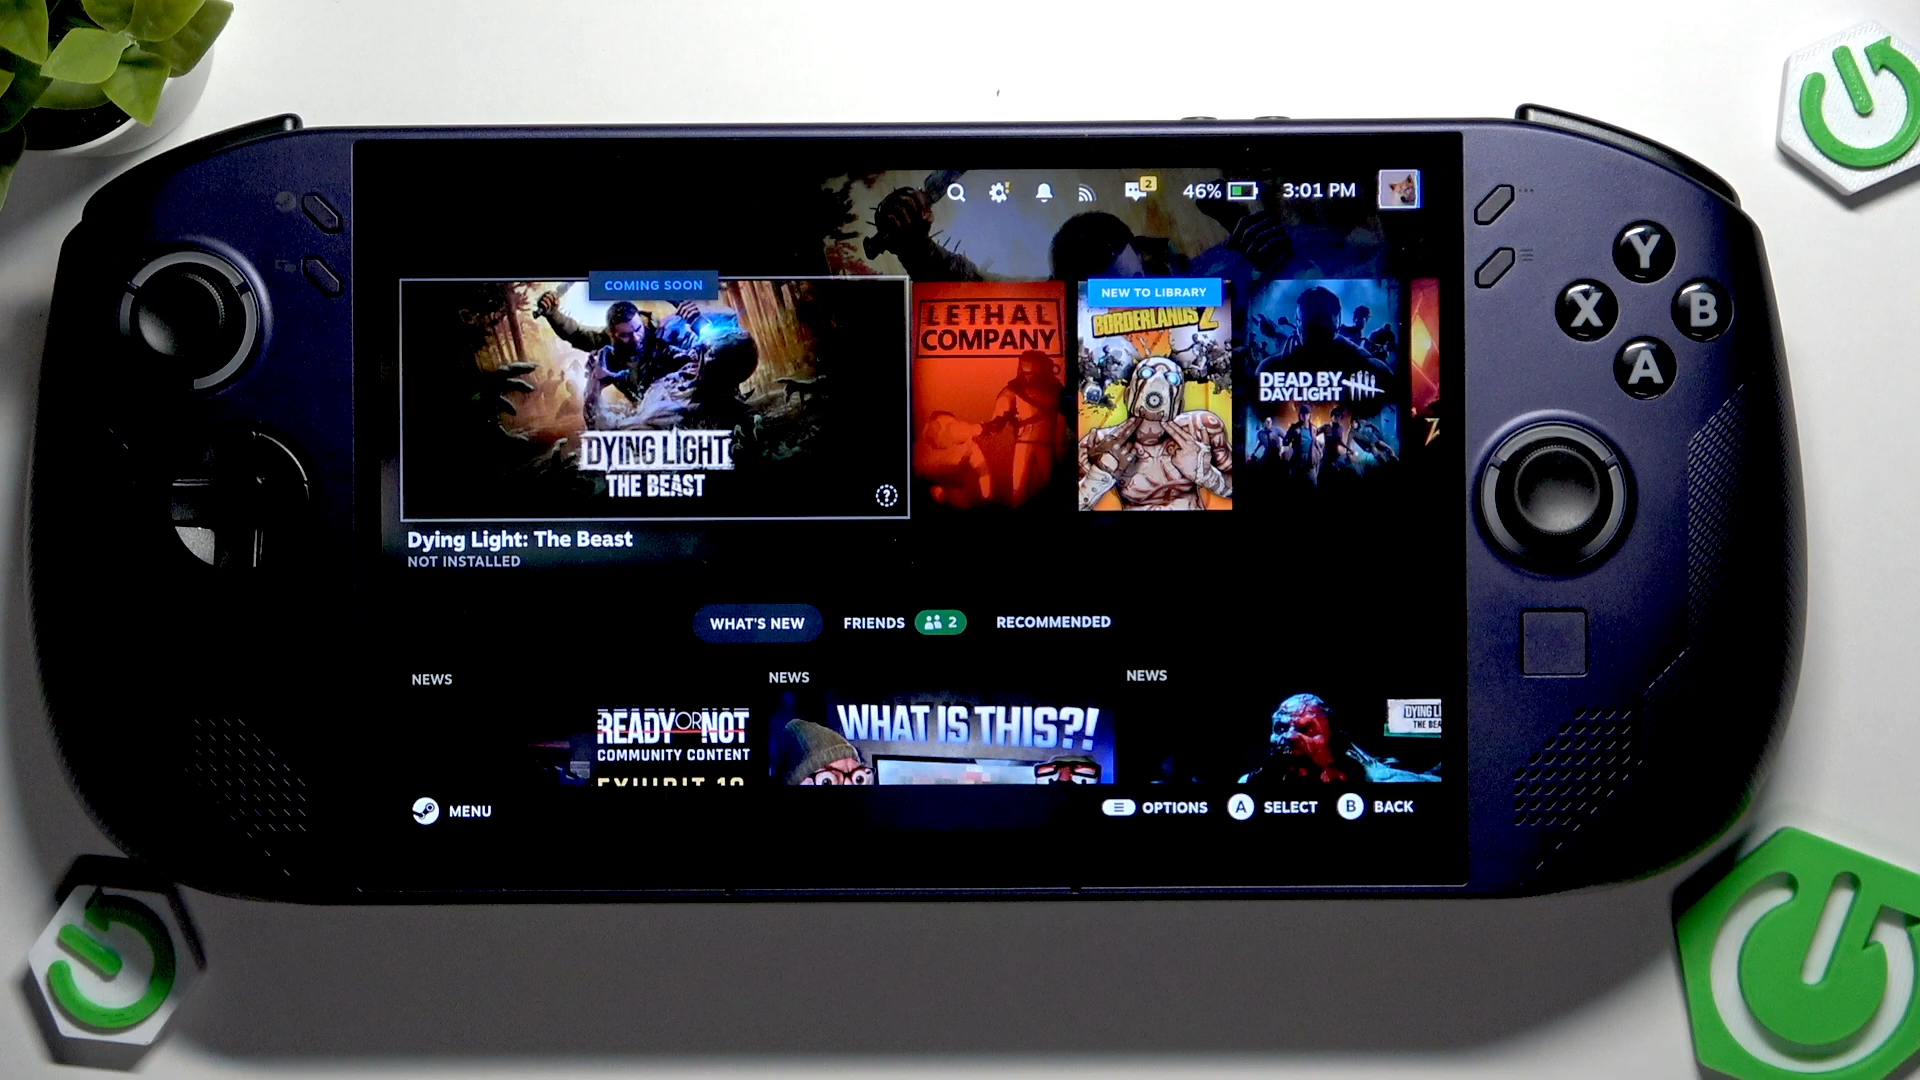 2
46%
3:01 PM
COMING SOON
DYING LIGHT
THE BEAST
?
LETHAL
COMPANY
NEW TO LIBRARY
BORDERLANDS 2
DEAD BY
DAYLIGHT
Dying Light: The Beast
NOT INSTALLED
WHAT'S NEW
FRIENDS
2
RECOMMENDED
NEWS
NEWS
NEWS
READY OR NOT
COMMUNITY CONTENT
EXHIBIT
WHAT IS THIS?!
MENU
OPTIONS
A SELECT
B BACK
Y
X
B
A